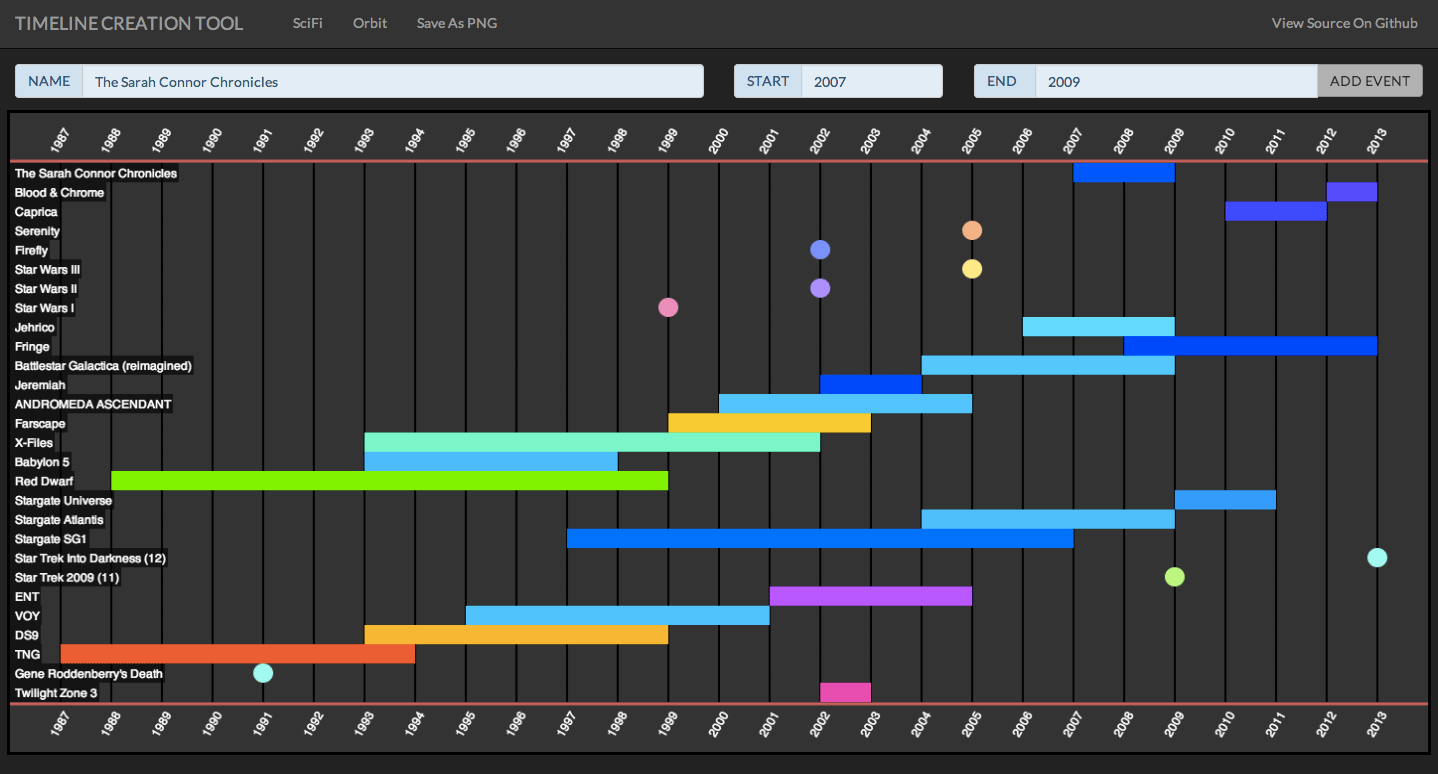 TIMELINE CREATION TOOL SciFi Orbit Save As PNG View Source On Github
NAME The Sarah Connor Chronicles START 2007 END 2009 ADD EVENT
1987 1988 1989 1990 1991 1992 1993 1994 1995 1996 1997 1998 1999 2000 2001 2002 2003 2004 2005 2006 2007 2008 2009 2010 2011 2012 2013
The Sarah Connor Chronicles
Blood & Chrome
Caprica
Serenity
Firefly
Star Wars III
Star Wars II
Star Wars I
Jehrico
Fringe
Battlestar Galactica (reimagined)
Jeremiah
ANDROMEDA ASCENDANT
Farscape
X-Files
Babylon 5
Red Dwarf
Stargate Universe
Stargate Atlantis
Stargate SG1
Star Trek Into Darkness (12)
Star Trek 2009 (11)
ENT
VOY
DS9
TNG
Gene Roddenberry's Death
Twilight Zone 3
1987 1988 1989 1990 1991 1992 1993 1994 1995 1996 1997 1998 1999 2000 2001 2002 2003 2004 2005 2006 2007 2008 2009 2010 2011 2012 2013